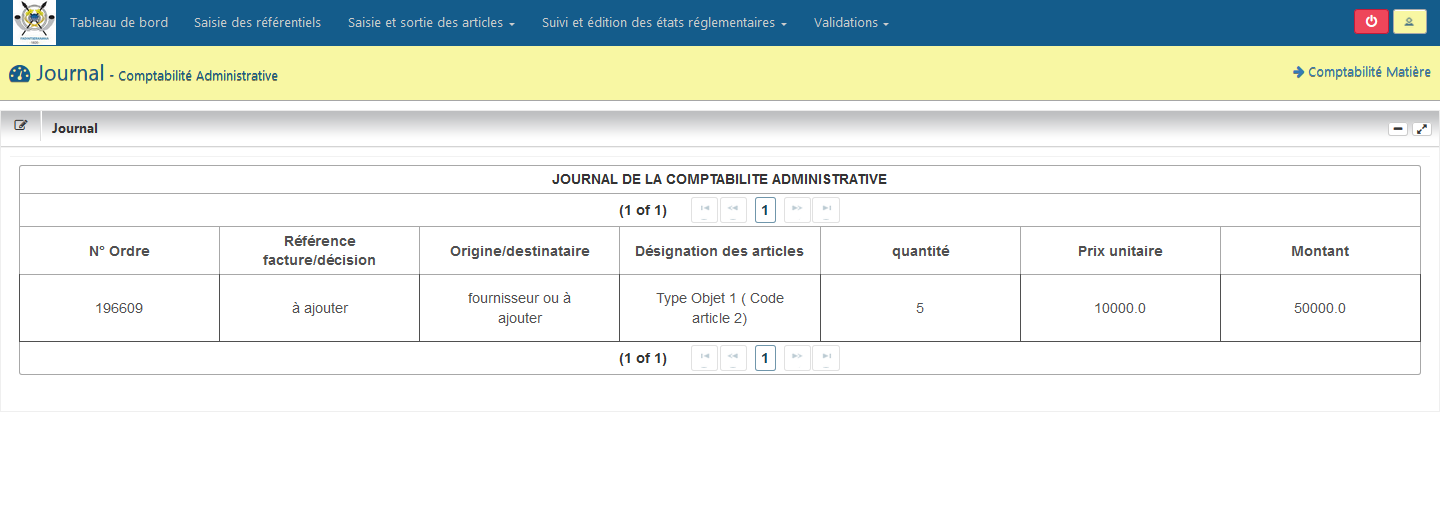 Tableau de bord Saisie des référentiels Saisie et sortie des articles Suivi et édition des états réglementaires Validations
Journal - Comptabilité Administrative
Comptabilité Matière
Journal
JOURNAL DE LA COMPTABILITE ADMINISTRATIVE
(1 of 1) 1
N° Ordre
Référence
facture/décision
Origine/destinataire
Désignation des articles
quantité
Prix unitaire
Montant
196609
à ajouter
fournisseur ou à
ajouter
Type Objet 1 ( Code
article 2)
5
10000.0
50000.0
(1 of 1) 1